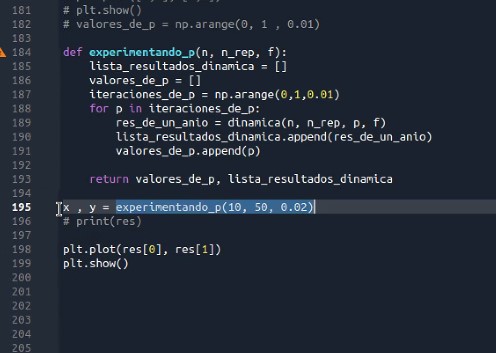 181 # plt.show()
182 # valores_de_p = np.arange(0, 1 , 0.01)
183
184 def experimentando_p(n, n_rep, f):
185 lista_resultados_dinamica = []
186 valores_de_p = []
187 iteraciones_de_p = np.arange(0,1,0.01)
188 for p in iteraciones_de_p:
189 res_de_un_anio = dinamica(n, n_rep, p, f)
190 lista_resultados_dinamica.append(res_de_un_anio)
191 valores_de_p.append(p)
192
193 return valores_de_p, lista_resultados_dinamica
194
195 x , y = experimentando_p(10, 50, 0.02)
196 # print(res)
197
198 plt.plot(res[0], res[1])
199 plt.show()
200
201
202
203
204
205